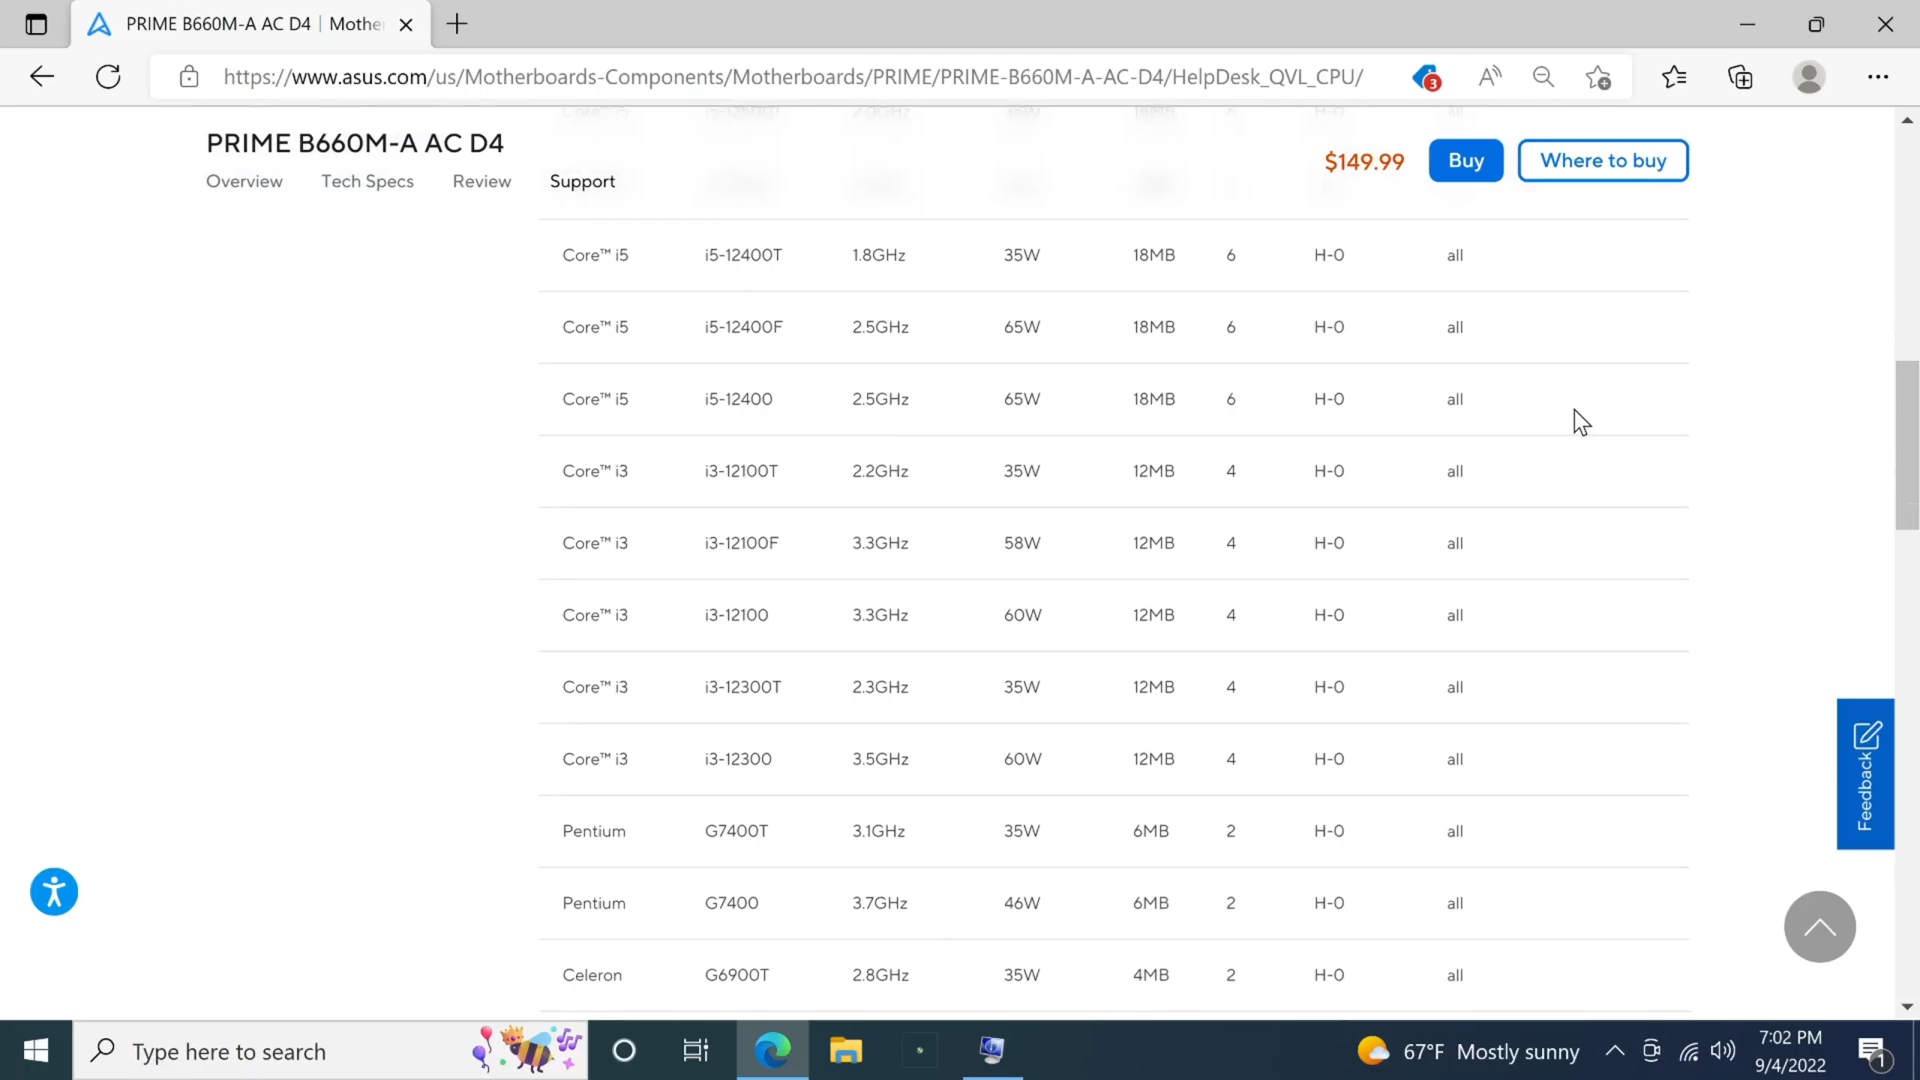 PRIME B660M-A AC D4 | Mothe
https://www.asus.com/us/Motherboards-Components/Motherboards/PRIME/PRIME-B660M-A-AC-D4/HelpDesk_QVL_CPU/
3
PRIME B660M-A AC D4
$149.99 Buy Where to buy
Overview Tech Specs Review Support
Core™ i5 i5-12400T 1.8GHz 35W 18MB 6 H-0 all
Core™ i5 i5-12400F 2.5GHz 65W 18MB 6 H-0 all
Core™ i5 i5-12400 2.5GHz 65W 18MB 6 H-0 all
Core™ i3 i3-12100T 2.2GHz 35W 12MB 4 H-0 all
Core™ i3 i3-12100F 3.3GHz 58W 12MB 4 H-0 all
Core™ i3 i3-12100 3.3GHz 60W 12MB 4 H-0 all
Core™ i3 i3-12300T 2.3GHz 35W 12MB 4 H-0 all
Core™ i3 i3-12300 3.5GHz 60W 12MB 4 H-0 all
Pentium G7400T 3.1GHz 35W 6MB 2 H-0 all
Pentium G7400 3.7GHz 46W 6MB 2 H-0 all
Celeron G6900T 2.8GHz 35W 4MB 2 H-0 all
Feedback
Type here to search
67°F Mostly sunny
7:02 PM
9/4/2022
1